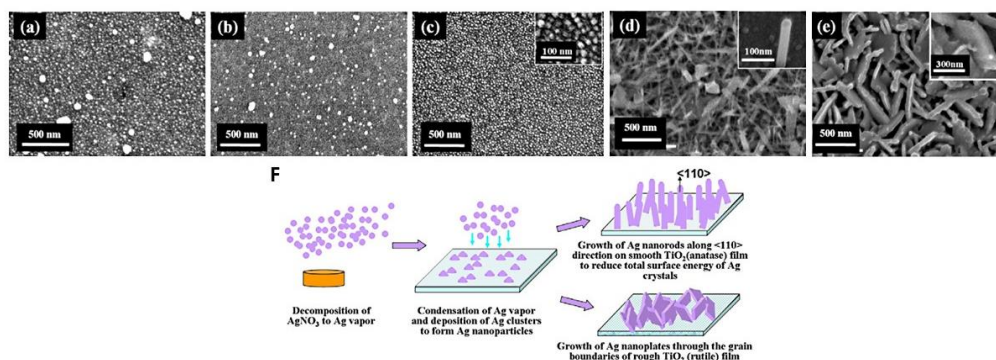 (a)
500 nm
(b)
500 nm
(c)
100 nm
500 nm
(d)
100nm
500 nm
(e)
300nm
500 nm
F
<110>
Decomposition of
AgNO3 to Ag vapor
Condensation of Ag vapor
and deposition of Ag clusters
to form Ag nanoparticles
Growth of Ag nanorods along <110>
direction on smooth TiO2(anatase) film
to reduce total surface energy of Ag
crystals
Growth of Ag nanoplates through the grain
boundaries of rough TiO2 (rutile) film